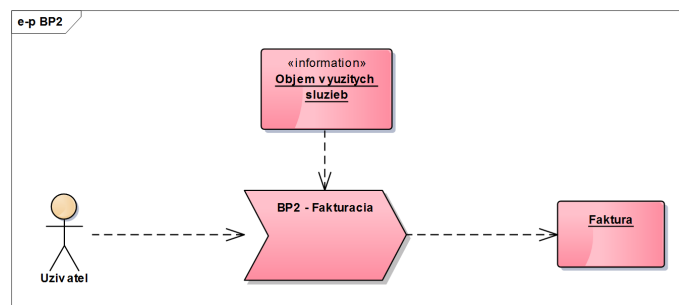 e-p BP2
«information»
Objem vyuzitych
sluzieb
BP2 - Fakturacia
Faktura
Uzivatel